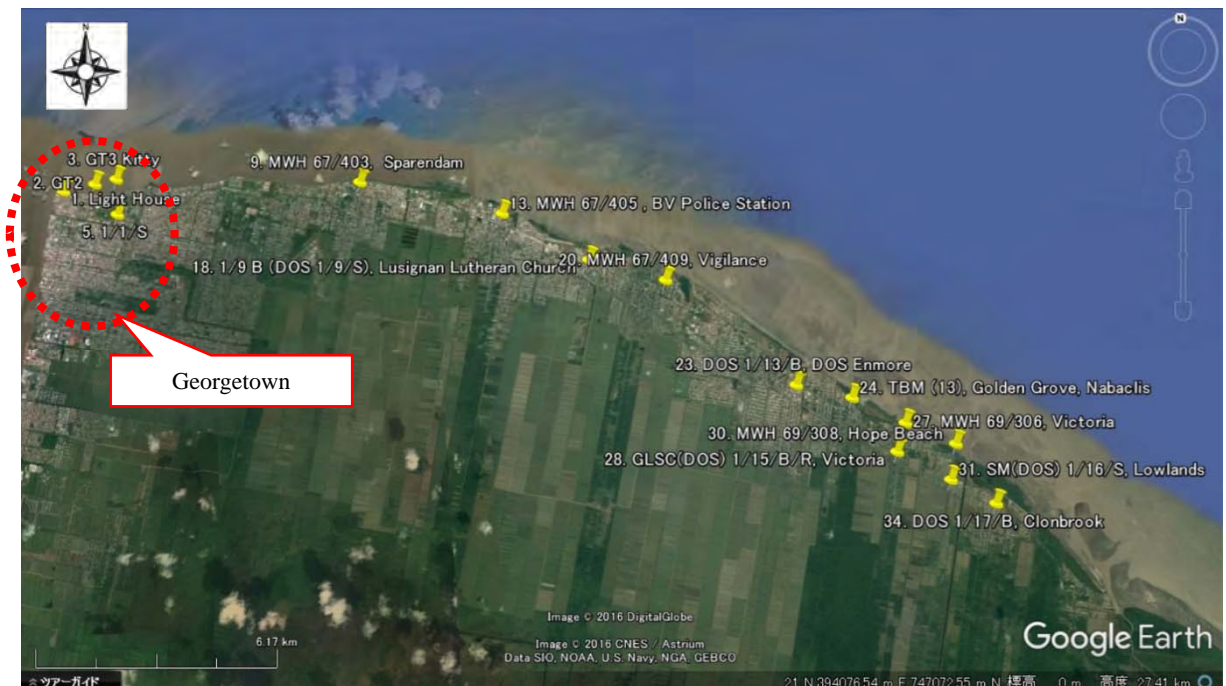 N
N
3. GT3 Kitty
9. MWH 67/403, Sparendam
2. GT2
1. Light House
13. MWH 67/405 , BV Police Station
5. 1/1/S
18. 1/9 B (DOS 1/9/S), Lusignan Lutheran Church
20. MWH 67/409, Vigilance
Georgetown
23. DOS 1/13/B, DOS Enmore
24. TBM (13), Golden Grove, Nabaclis
27. MWH 69/306, Victoria
30. MWH 69/308, Hope Beach
28. GLSC(DOS) 1/15/B/R, Victoria
31. SM(DOS) 1/16/S, Lowlands
34. DOS 1/17/B, Clonbrook
Image © 2016 DigitalGlobe
6.17 km
Image © 2016 CNES / Astrium
Data SIO, NOAA, U.S. Navy, NGA, GEBCO
Google Earth
ツアーガイド
21 N 394076.54 m E 747072.55 m N 標高 0 m 高度 27.41 km